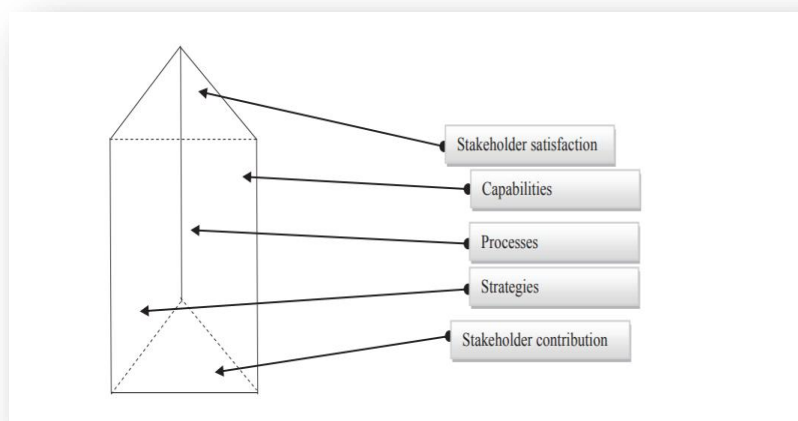 Stakeholder satisfaction
Capabilities
Processes
Strategies
Stakeholder contribution